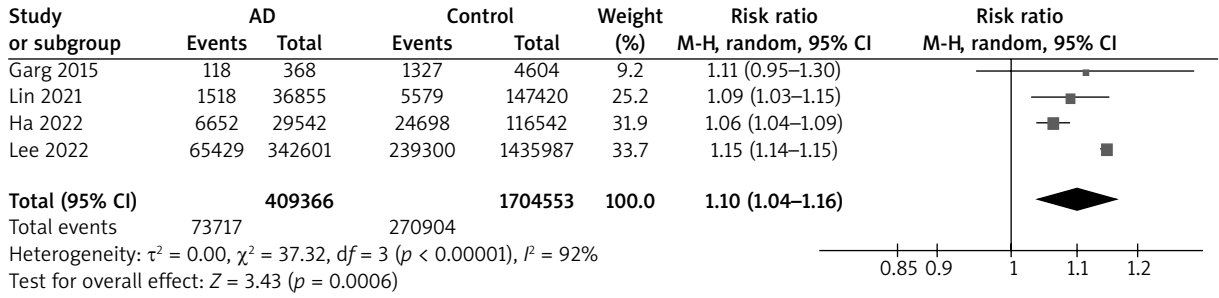 Study AD Control Weight Risk ratio Risk ratio
or subgroup Events Total Events Total (%) M-H, random, 95% CI M-H, random, 95% CI
Garg 2015 118 368 1327 4604 9.2 1.11 (0.95–1.30)
Lin 2021 1518 36855 5579 147420 25.2 1.09 (1.03–1.15)
Ha 2022 6652 29542 24698 116542 31.9 1.06 (1.04–1.09)
Lee 2022 65429 342601 239300 1435987 33.7 1.15 (1.14–1.15)
Total (95% CI) 409366 1704553 100.0 1.10 (1.04–1.16)
Total events 73717 270904
Heterogeneity: τ² = 0.00, χ² = 37.32, df = 3 (p < 0.00001), I² = 92%
0.85 0.9 1 1.1 1.2
Test for overall effect: Z = 3.43 (p = 0.0006)